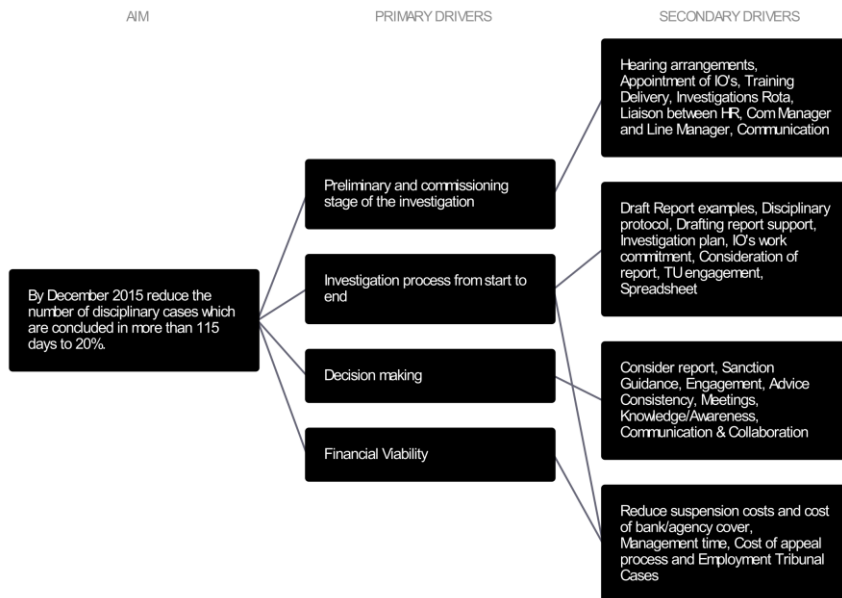 AIM
PRIMARY DRIVERS
SECONDARY DRIVERS
By December 2015 reduce the
number of disciplinary cases which
are concluded in more than 115
days to 20%.
Preliminary and commissioning
stage of the investigation
Investigation process from start to
end
Decision making
Financial Viability
Hearing arrangements,
Appointment of IO's, Training
Delivery, Investigations Rota,
Liaison between HR, Com Manager
and Line Manager, Communication
Draft Report examples, Disciplinary
protocol, Drafting report support,
Investigation plan, IO's work
commitment, Consideration of
report, TU engagement,
Spreadsheet
Consider report, Sanction
Guidance, Engagement, Advice
Consistency, Meetings,
Knowledge/Awareness,
Communication & Collaboration
Reduce suspension costs and cost
of bank/agency cover,
Management time, Cost of appeal
process and Employment Tribunal
Cases